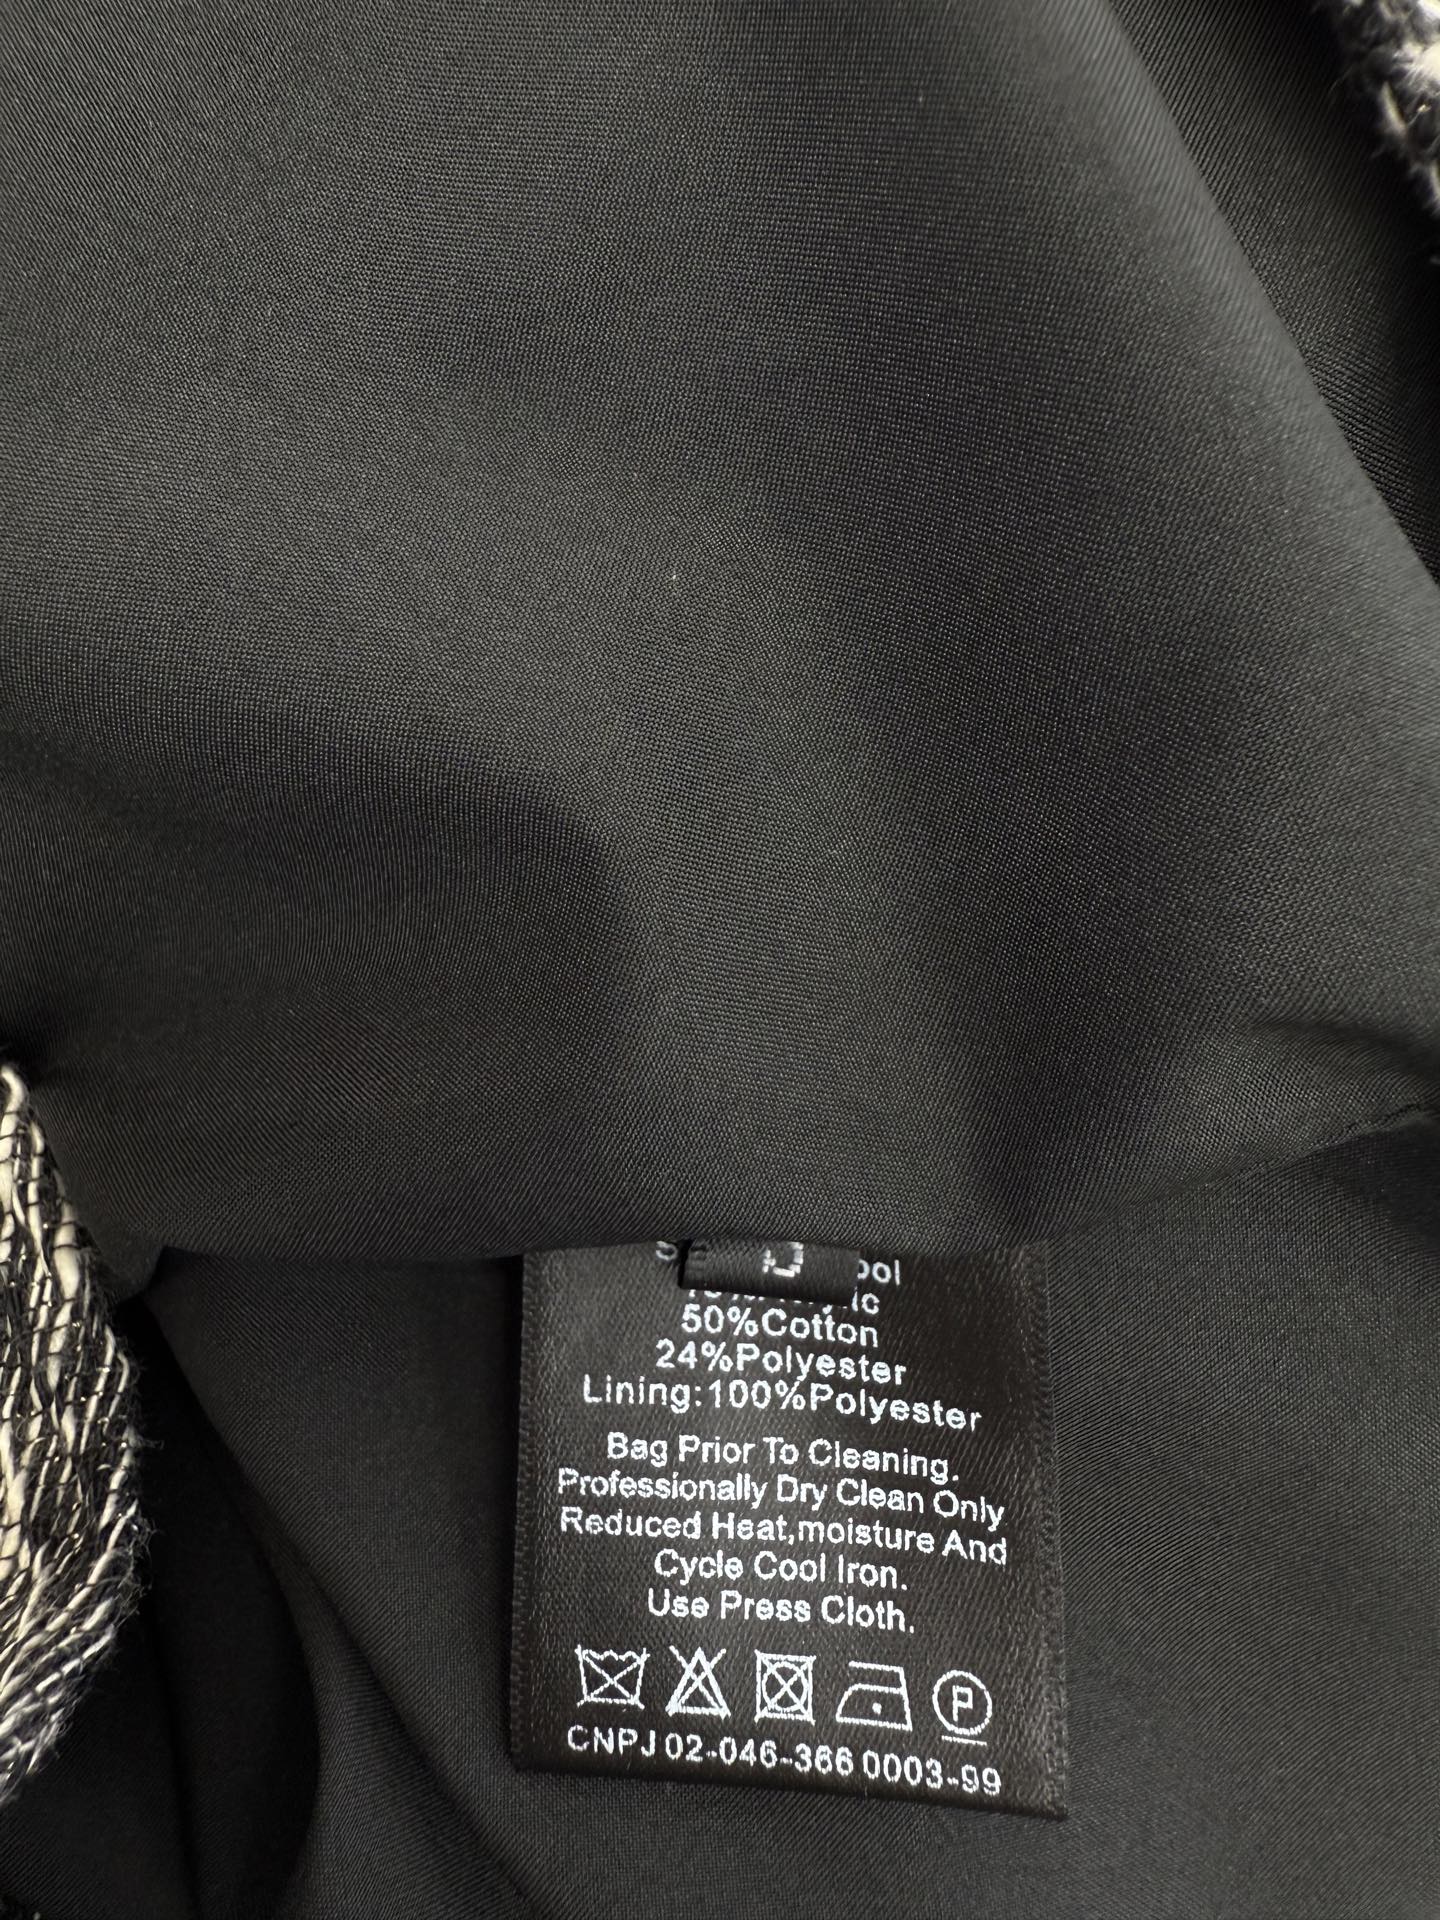 50%Cotton
24%Polyester
Lining:100%Polyester
Bag Prior To Cleaning.
Professionally Dry Clean Only
Reduced Heat,moisture And
Cycle Cool Iron.
Use Press Cloth.
P
CNPJ 02-046-366 0003-99